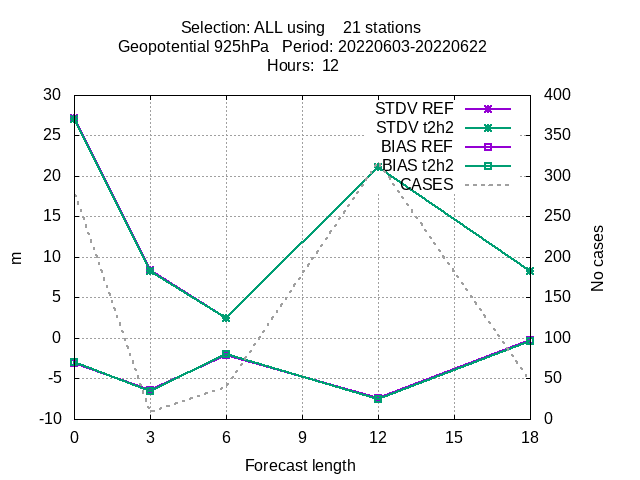 Selection: ALL using    21 stations
Geopotential 925hPa   Period: 20220603-20220622
Hours:  12
30 400
STDV REF
STDV t2h2
25 350
BIAS REF
BIAS t2h2
20 300
CASES
15 250
10 200
5 150
0 100
-5 50
-10 0
m
No cases
0 3 6 9 12 15 18
Forecast length